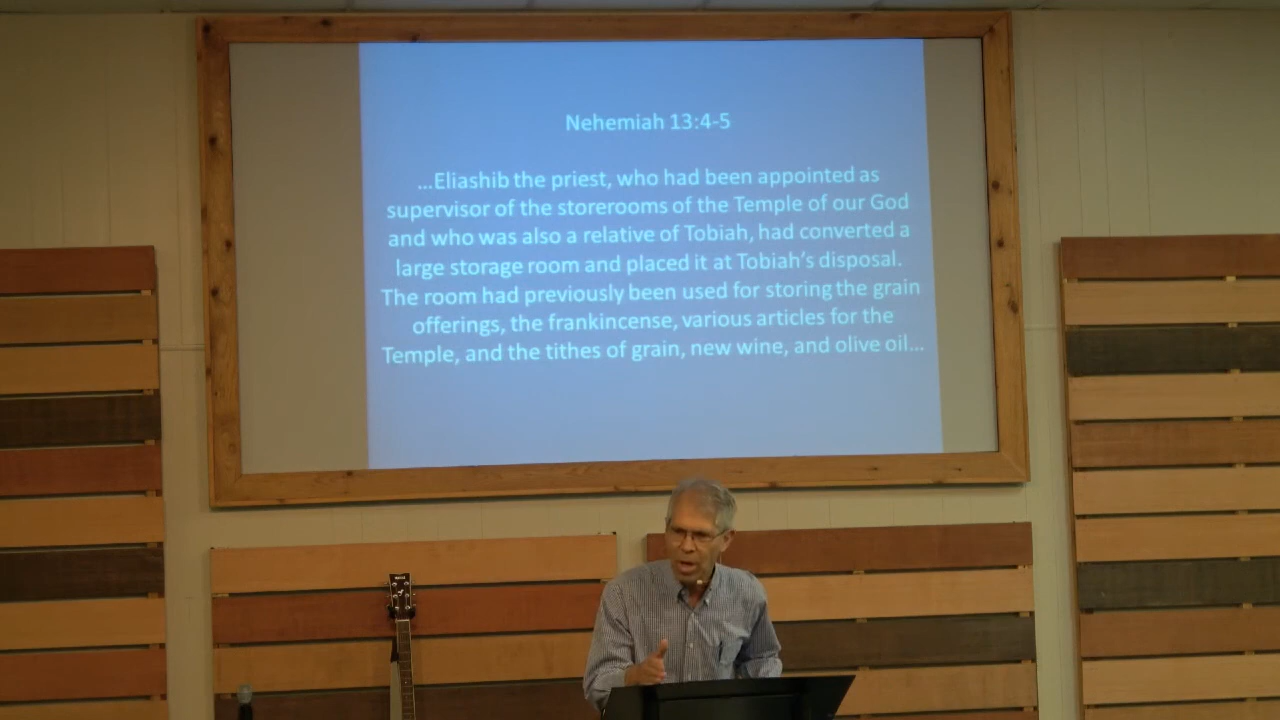 Nehemiah 13:4-5
...Eliashib the priest, who had been appointed as
supervisor of the storerooms of the Temple of our God
and who was also a relative of Tobiah, had converted a
large storage room and placed it at Tobiah's disposal.
The room had previously been used for storing the grain
offerings, the frankincense, various articles for the
Temple, and the tithes of grain, new wine, and olive oil...